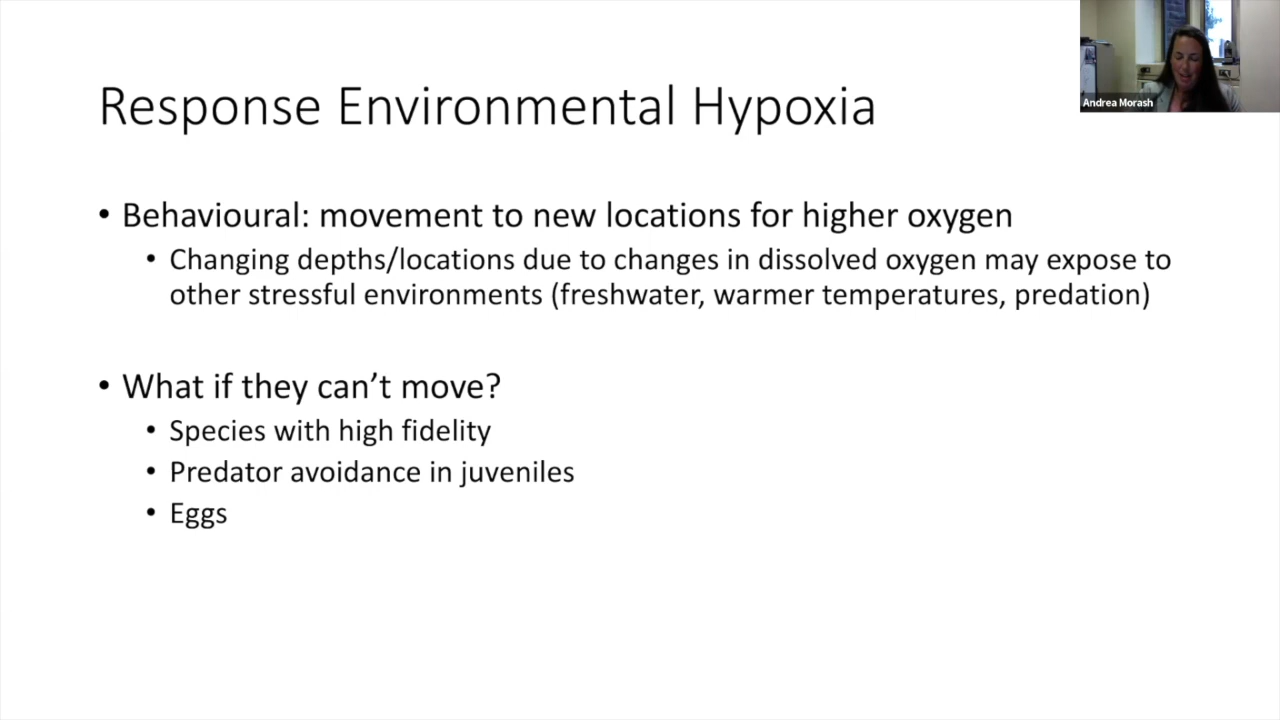 Andrea Morash
Response Environmental Hypoxia
• Behavioural: movement to new locations for higher oxygen
• Changing depths/locations due to changes in dissolved oxygen may expose to
other stressful environments (freshwater, warmer temperatures, predation)
• What if they can’t move?
• Species with high fidelity
• Predator avoidance in juveniles
• Eggs